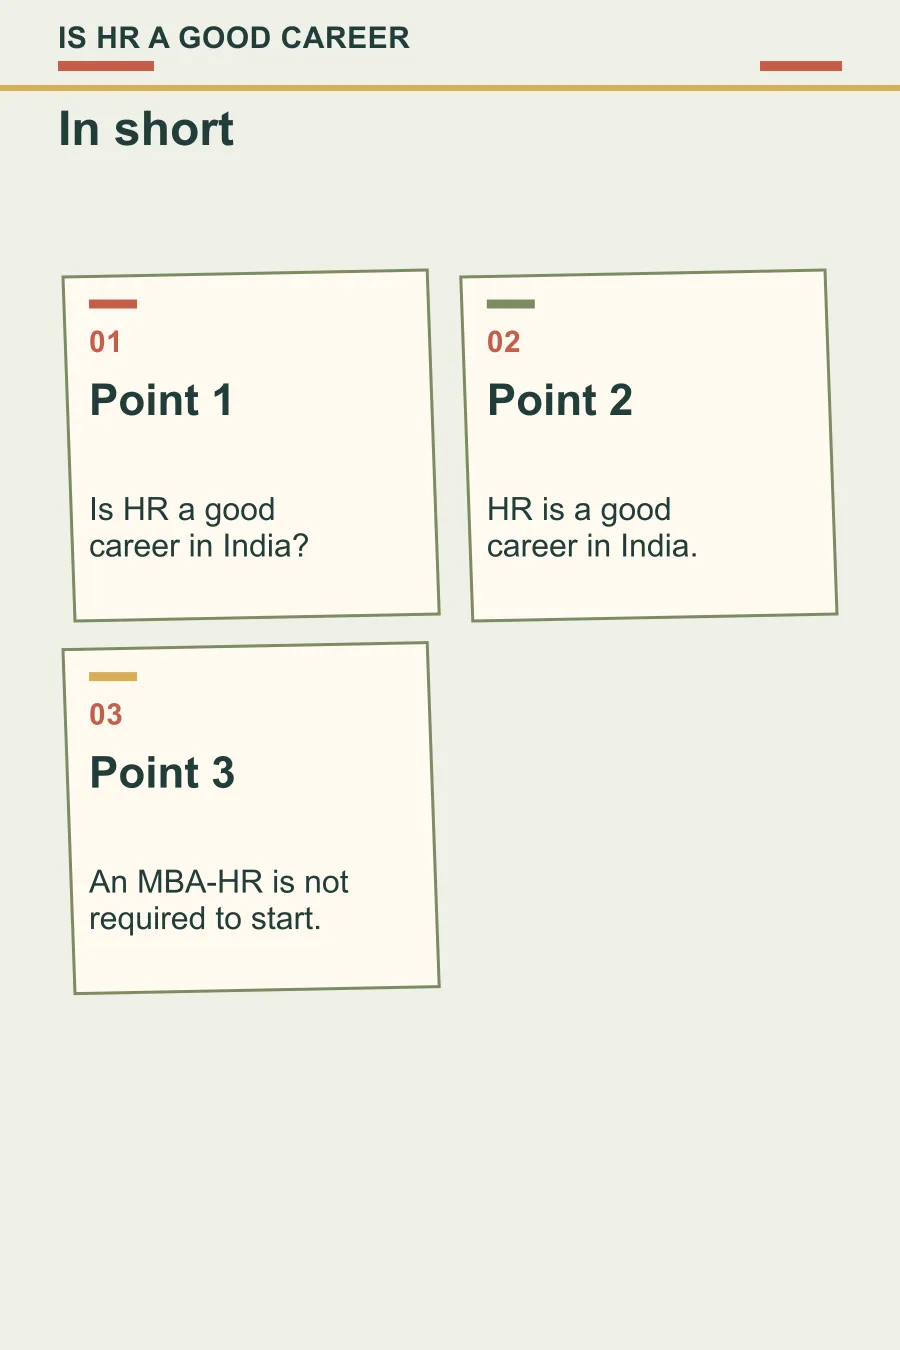 IS HR A GOOD CAREER
In short
01
Point 1
Is HR a good
career in India?
02
Point 2
HR is a good
career in India.
03
Point 3
An MBA-HR is not
required to start.